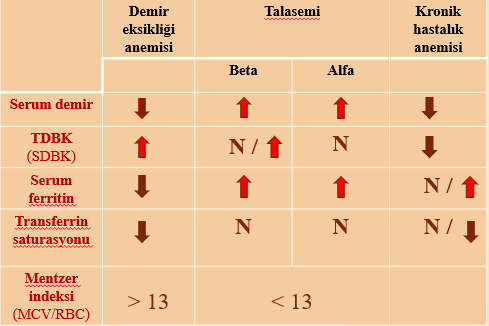 Demir eksikliği anemisi Talasemi Kronik hastalık anemisi
Beta Alfa
Serum demir ↓ ↑ ↑ ↓
TDBK (SDBK) ↑ N / ↑ N ↓
Serum ferritin ↓ ↑ ↑ N / ↑
Transferrin saturasyonu ↓ N N N / ↓
Mentzer indeksi (MCV/RBC) > 13 < 13